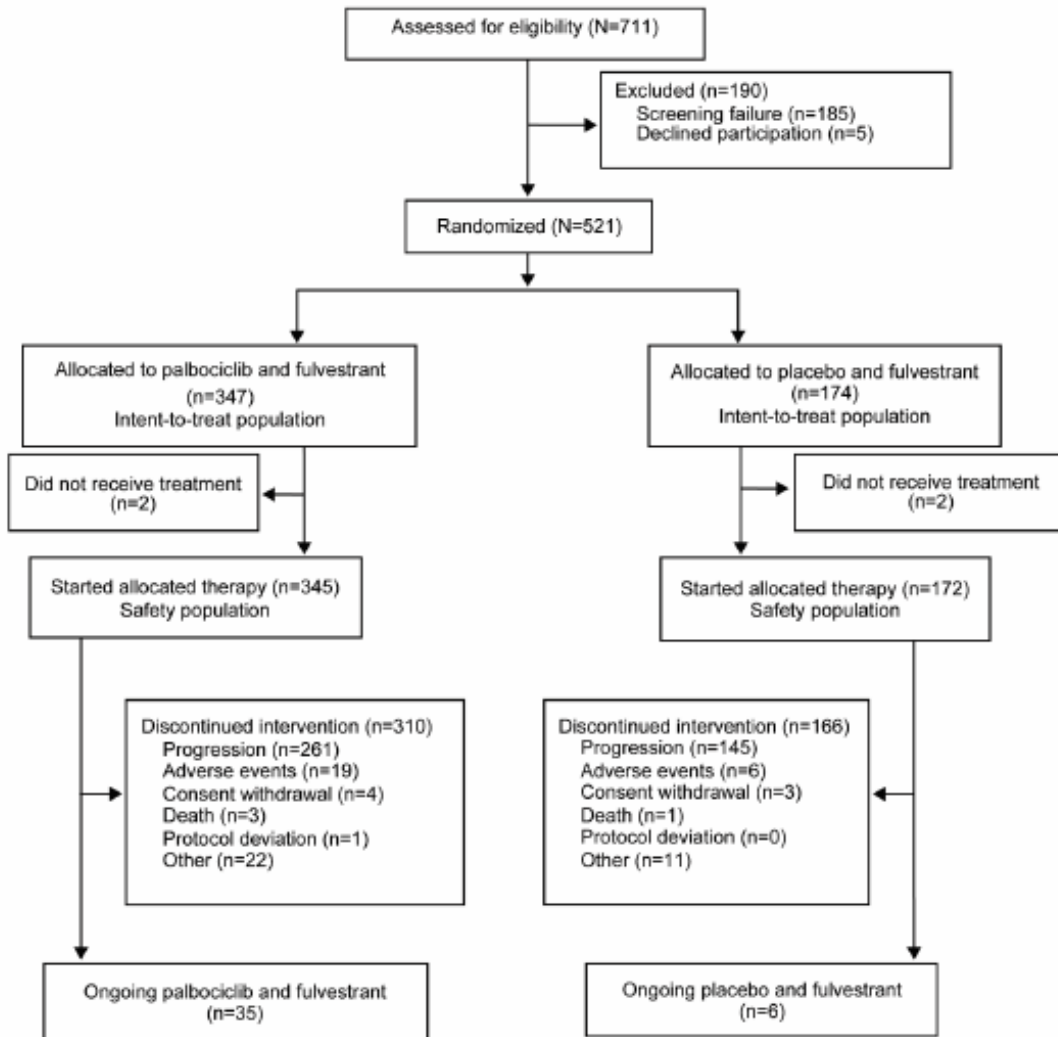 Assessed for eligibility (N=711)
Excluded (n=190)
Screening failure (n=185)
Declined participation (n=5)
Randomized (N=521)
Allocated to palbociclib and fulvestrant
(n=347)
Intent-to-treat population
Allocated to placebo and fulvestrant
(n=174)
Intent-to-treat population
Did not receive treatment
(n=2)
Did not receive treatment
(n=2)
Started allocated therapy (n=345)
Safety population
Started allocated therapy (n=172)
Safety population
Discontinued intervention (n=310)
Progression (n=261)
Adverse events (n=19)
Consent withdrawal (n=4)
Death (n=3)
Protocol deviation (n=1)
Other (n=22)
Discontinued intervention (n=166)
Progression (n=145)
Adverse events (n=6)
Consent withdrawal (n=3)
Death (n=1)
Protocol deviation (n=0)
Other (n=11)
Ongoing palbociclib and fulvestrant
(n=35)
Ongoing placebo and fulvestrant
(n=6)